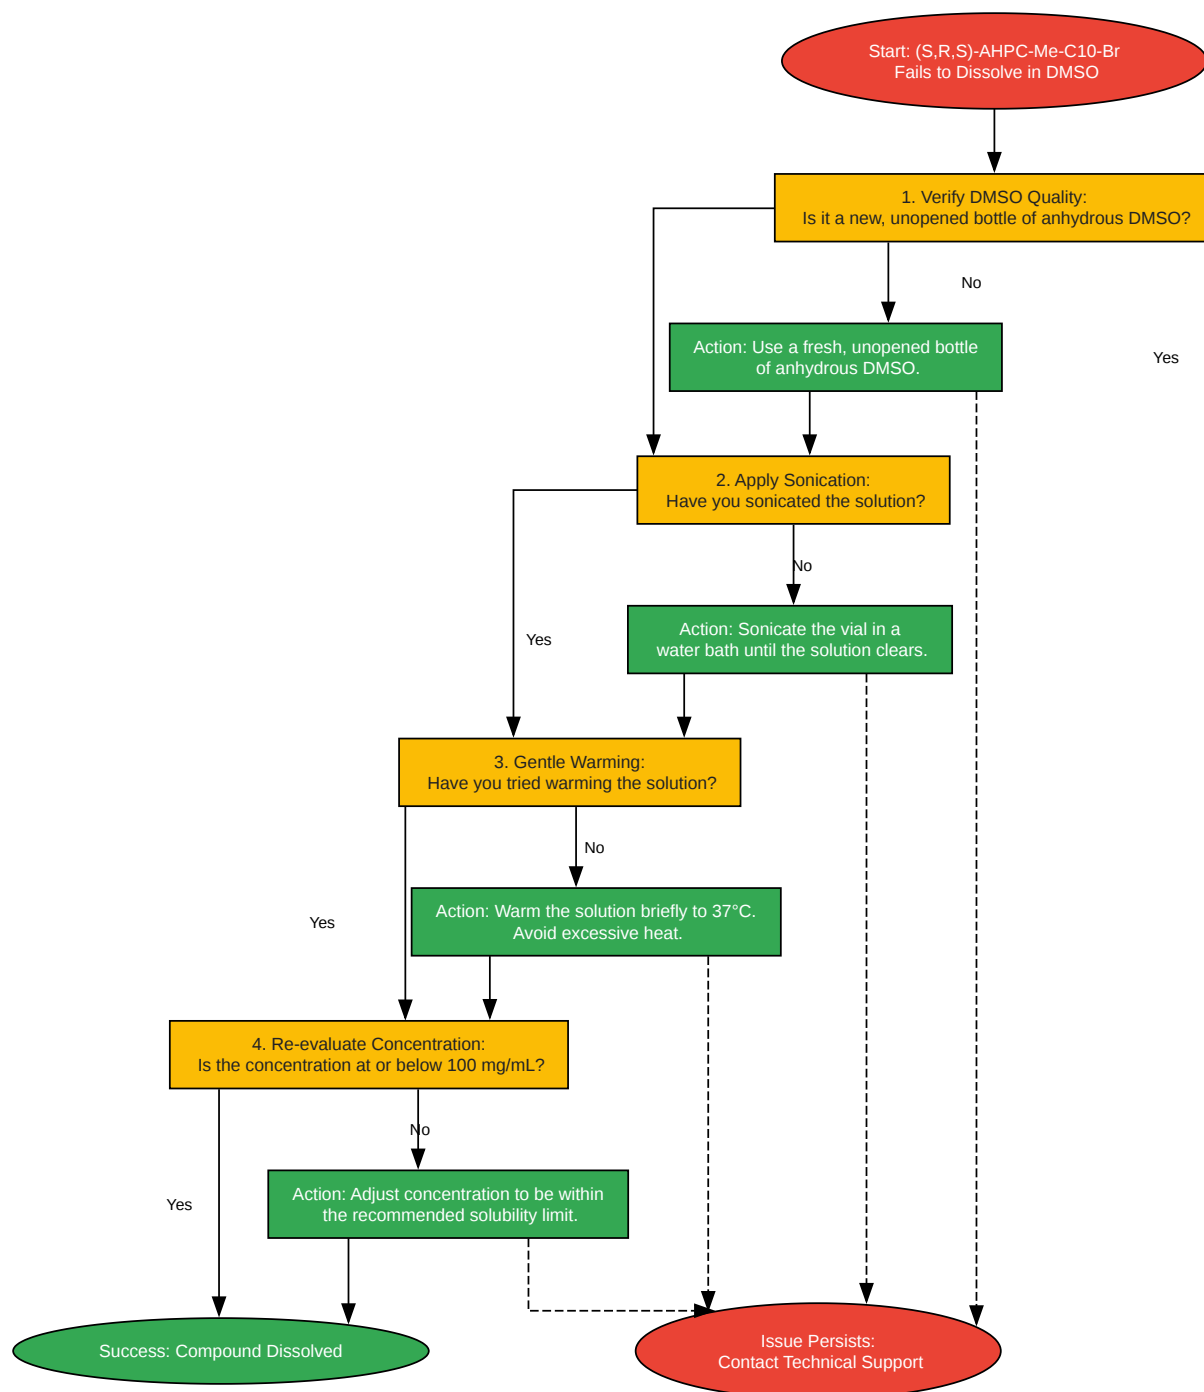 Start: (S,R,S)-AHPC-Me-C10-Br
Fails to Dissolve in DMSO
1. Verify DMSO Quality:
Is it a new, unopened bottle of anhydrous DMSO?
No
Action: Use a fresh, unopened bottle
of anhydrous DMSO.
Yes
2. Apply Sonication:
Have you sonicated the solution?
No
Action: Sonicate the vial in a
water bath until the solution clears.
Yes
3. Gentle Warming:
Have you tried warming the solution?
No
Action: Warm the solution briefly to 37°C.
Avoid excessive heat.
Yes
4. Re-evaluate Concentration:
Is the concentration at or below 100 mg/mL?
No
Action: Adjust concentration to be within
the recommended solubility limit.
Yes
Success: Compound Dissolved
Issue Persists:
Contact Technical Support